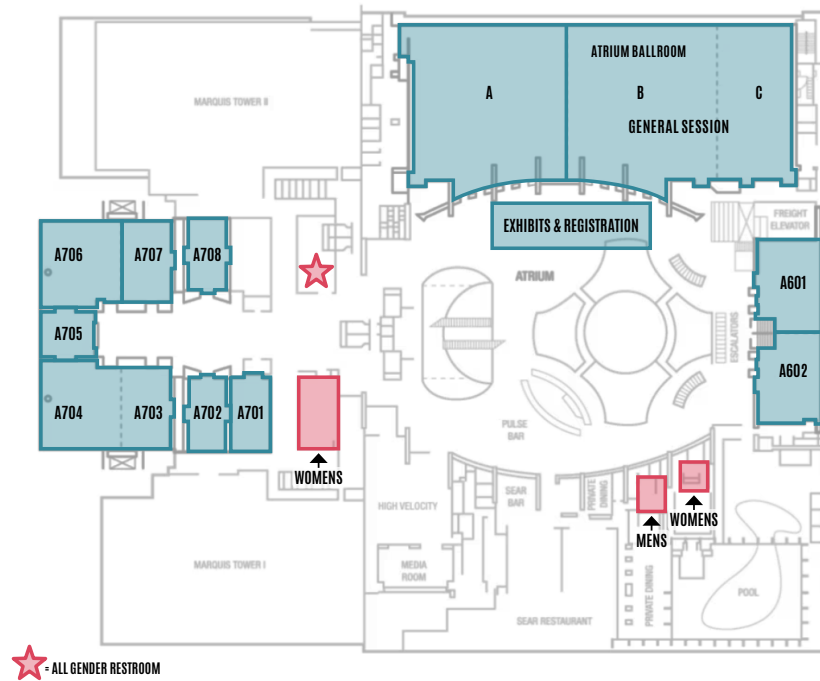 ATRIUM BALLROOM
A
B
C
GENERAL SESSION
MARQUIS TOWER II
EXHIBITS & REGISTRATION
FREIGHT
ELEVATOR
A706
A707
A708
A705
A704
A703
A702
A701
ATRIUM
A601
ESCALATORS
A602
PULSE
BAR
WOMENS
HIGH VELOCITY
SEAR
BAR
PRIVATE
DINING
WOMENS
MENS
MARQUIS TOWER I
MEDIA
ROOM
PRIVATE DINING
POOL
SEAR RESTAURANT
= ALL GENDER RESTROOM